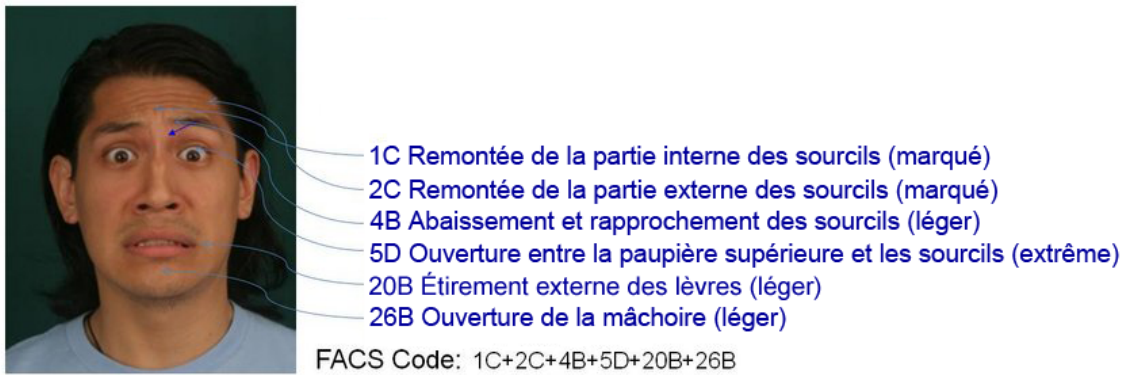 1C Remontée de la partie interne des sourcils (marqué)
2C Remontée de la partie externe des sourcils (marqué)
4B Abaissement et rapprochement des sourcils (léger)
5D Ouverture entre la paupière supérieure et les sourcils (extrême)
20B Étirement externe des lèvres (léger)
26B Ouverture de la mâchoire (léger)
FACS Code: 1C+2C+4B+5D+20B+26B